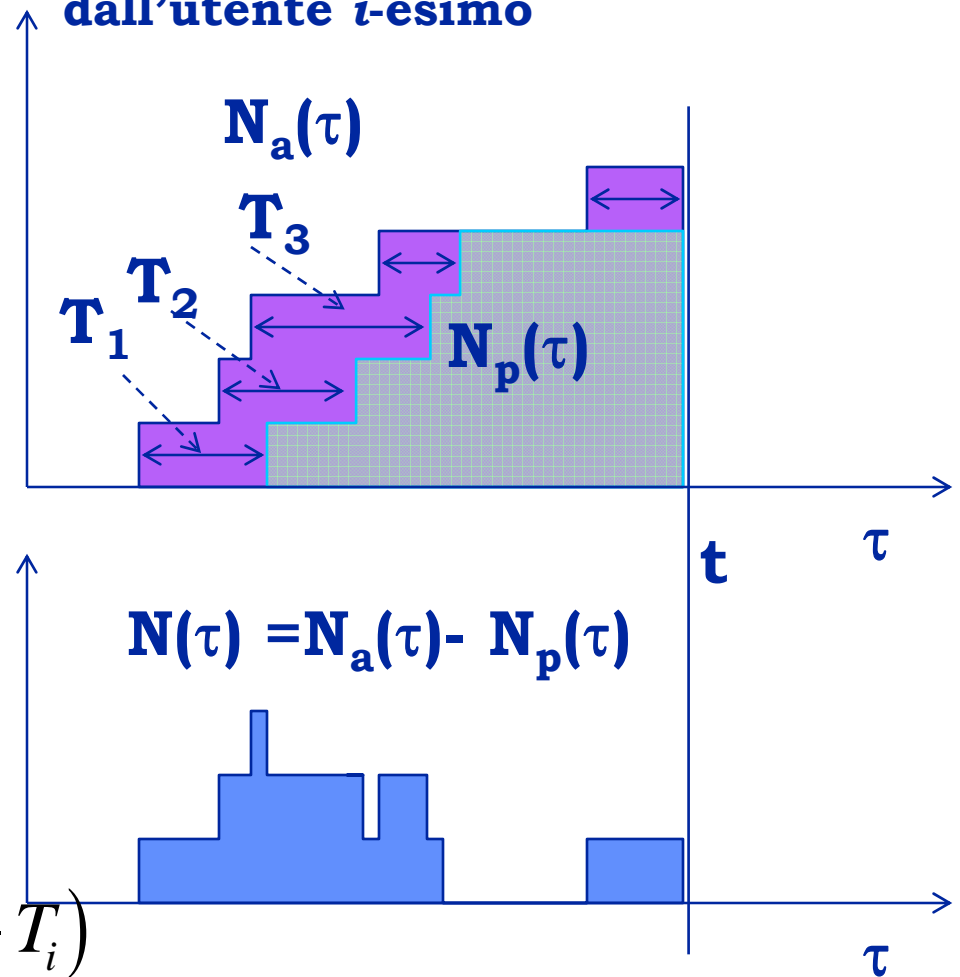 dall'utente i-esimo
Nₐ(τ)
T₃
T₂
T₁
Nₚ(τ)
t
τ
N(τ) =Nₐ(τ)- Nₚ(τ)
Tᵢ)
τ